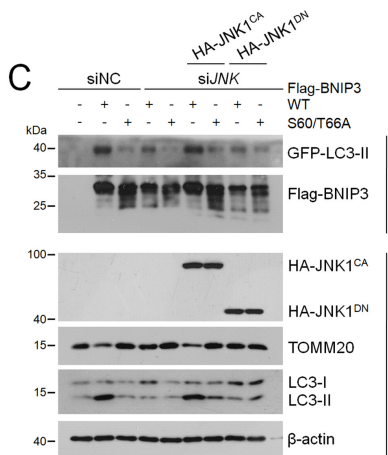 HA-JNK1CA
HA-JNK1DN
C
siNC
siJNK
Flag-BNIP3
- + - + - + - + - WT
- - + - + - + - + S60/T66A
kDa
40 GFP-LC3-II
35
25
Flag-BNIP3
100
HA-JNK1CA
HA-JNK1DN
40
15 TOMM20
LC3-I
15 LC3-II
40 β-actin